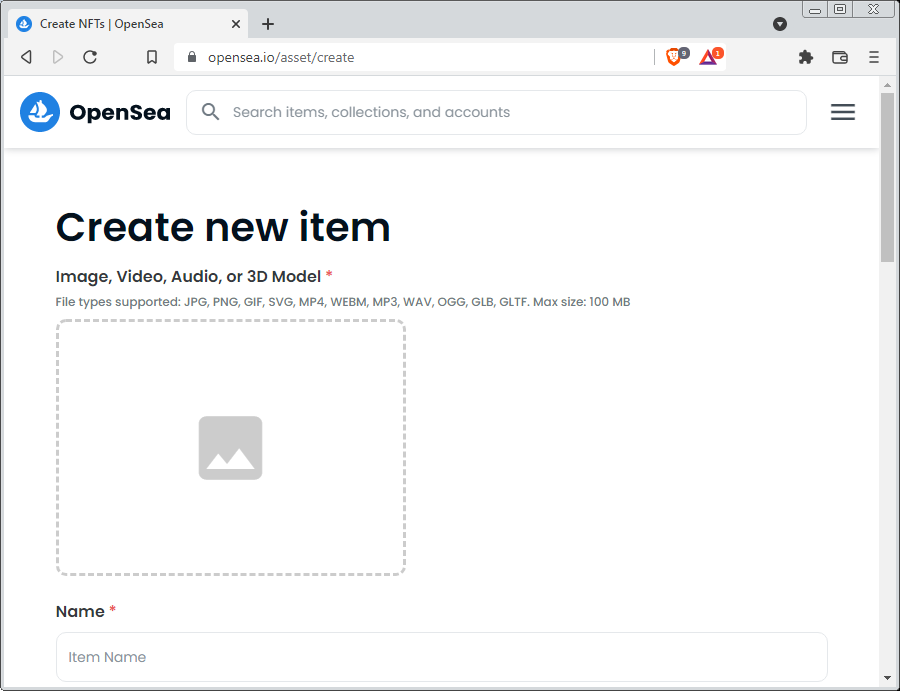 Create NFTs | OpenSea
opensea.io/asset/create
9
1
OpenSea
Search items, collections, and accounts
Create new item
Image, Video, Audio, or 3D Model *
File types supported: JPG, PNG, GIF, SVG, MP4, WEBM, MP3, WAV, OGG, GLB, GLTF. Max size: 100 MB
Name *
Item Name